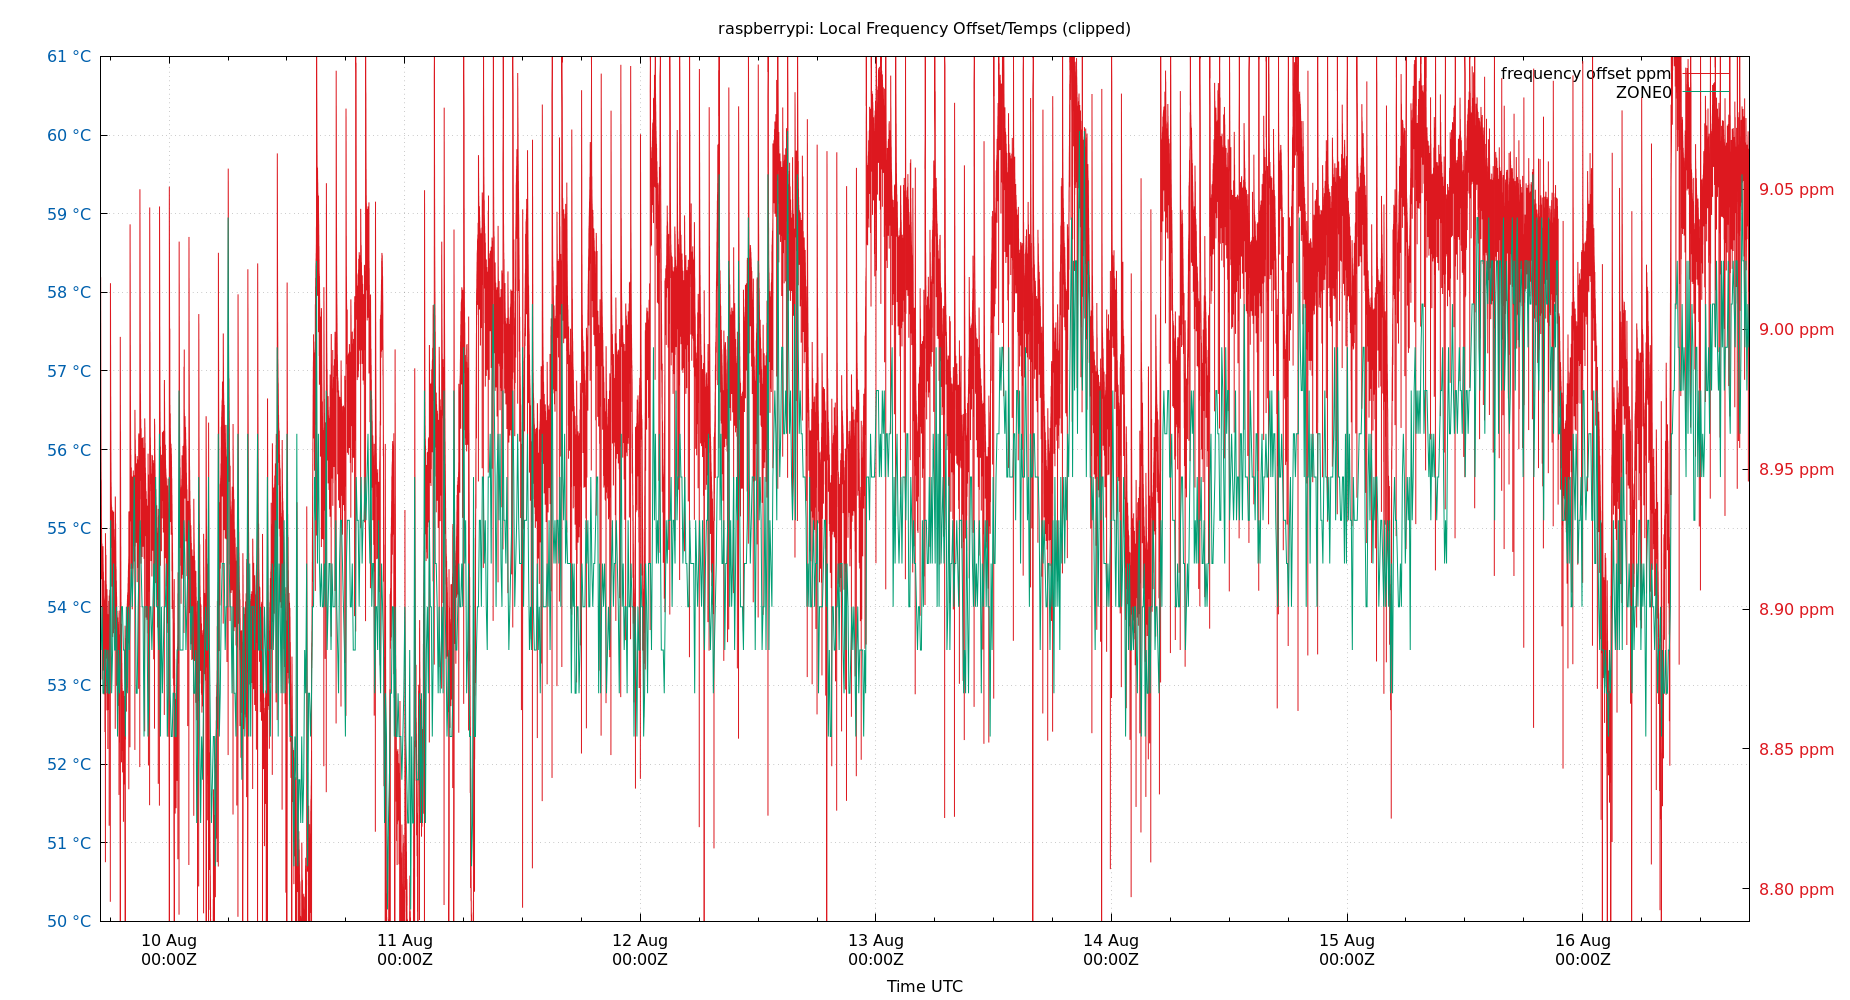 raspberrypi: Local Frequency Offset/Temps (clipped)
61 °C
60 °C
59 °C
58 °C
57 °C
56 °C
55 °C
54 °C
53 °C
52 °C
51 °C
50 °C
frequency offset ppm
ZONE0
9.05 ppm
9.00 ppm
8.95 ppm
8.90 ppm
8.85 ppm
8.80 ppm
10 Aug 11 Aug 12 Aug 13 Aug 14 Aug 15 Aug 16 Aug
00:00Z 00:00Z 00:00Z 00:00Z 00:00Z 00:00Z 00:00Z
Time UTC